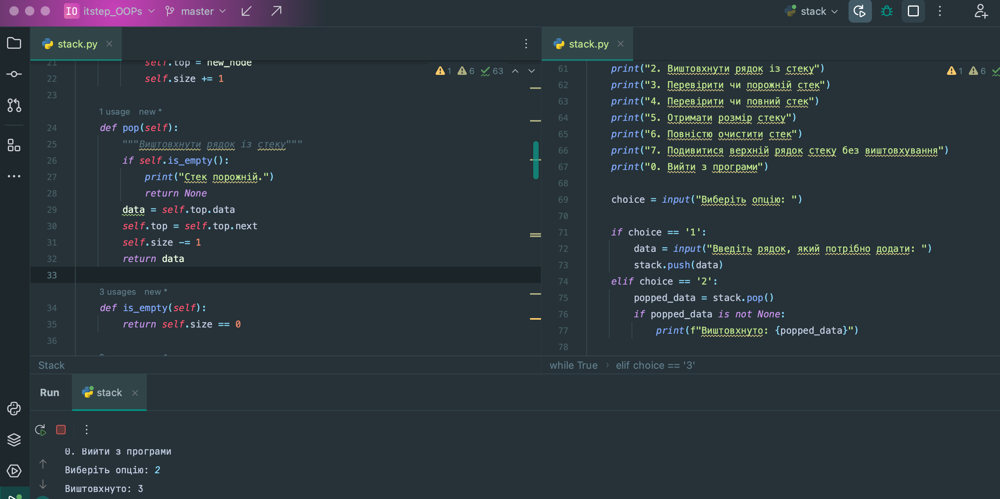 IO itstep_OOPs master stack
stack.py
21 self.top = new_node
22 self.size += 1
23
1 6 63
1 usage new *
24 def pop(self):
25 """Виштовхнути рядок із стеку"""
26 if self.is_empty():
27 print("Стек порожній.")
28 return None
29 data = self.top.data
30 self.top = self.top.next
31 self.size -= 1
32 return data
33
3 usages new *
34 def is_empty(self):
35 return self.size == 0
36
Stack
stack.py
1 6
61 print("2. Виштовхнути рядок із стеку")
62 print("3. Перевірити чи порожній стек")
63 print("4. Перевірити чи повний стек")
64 print("5. Отримати розмір стеку")
65 print("6. Повністю очистити стек")
66 print("7. Подивитися верхній рядок стеку без виштовхування")
67 print("0. Вийти з програми")
68
69 choice = input("Виберіть опцію: ")
70
71 if choice == '1':
72 data = input("Введіть рядок, який потрібно додати: ")
73 stack.push(data)
74 elif choice == '2':
75 popped_data = stack.pop()
76 if popped_data is not None:
77 print(f"Виштовхнуто: {popped_data}")
78
while True › elif choice == '3'
Run stack
0. Вийти з програми
Виберіть опцію: 2
Виштовхнуто: 3